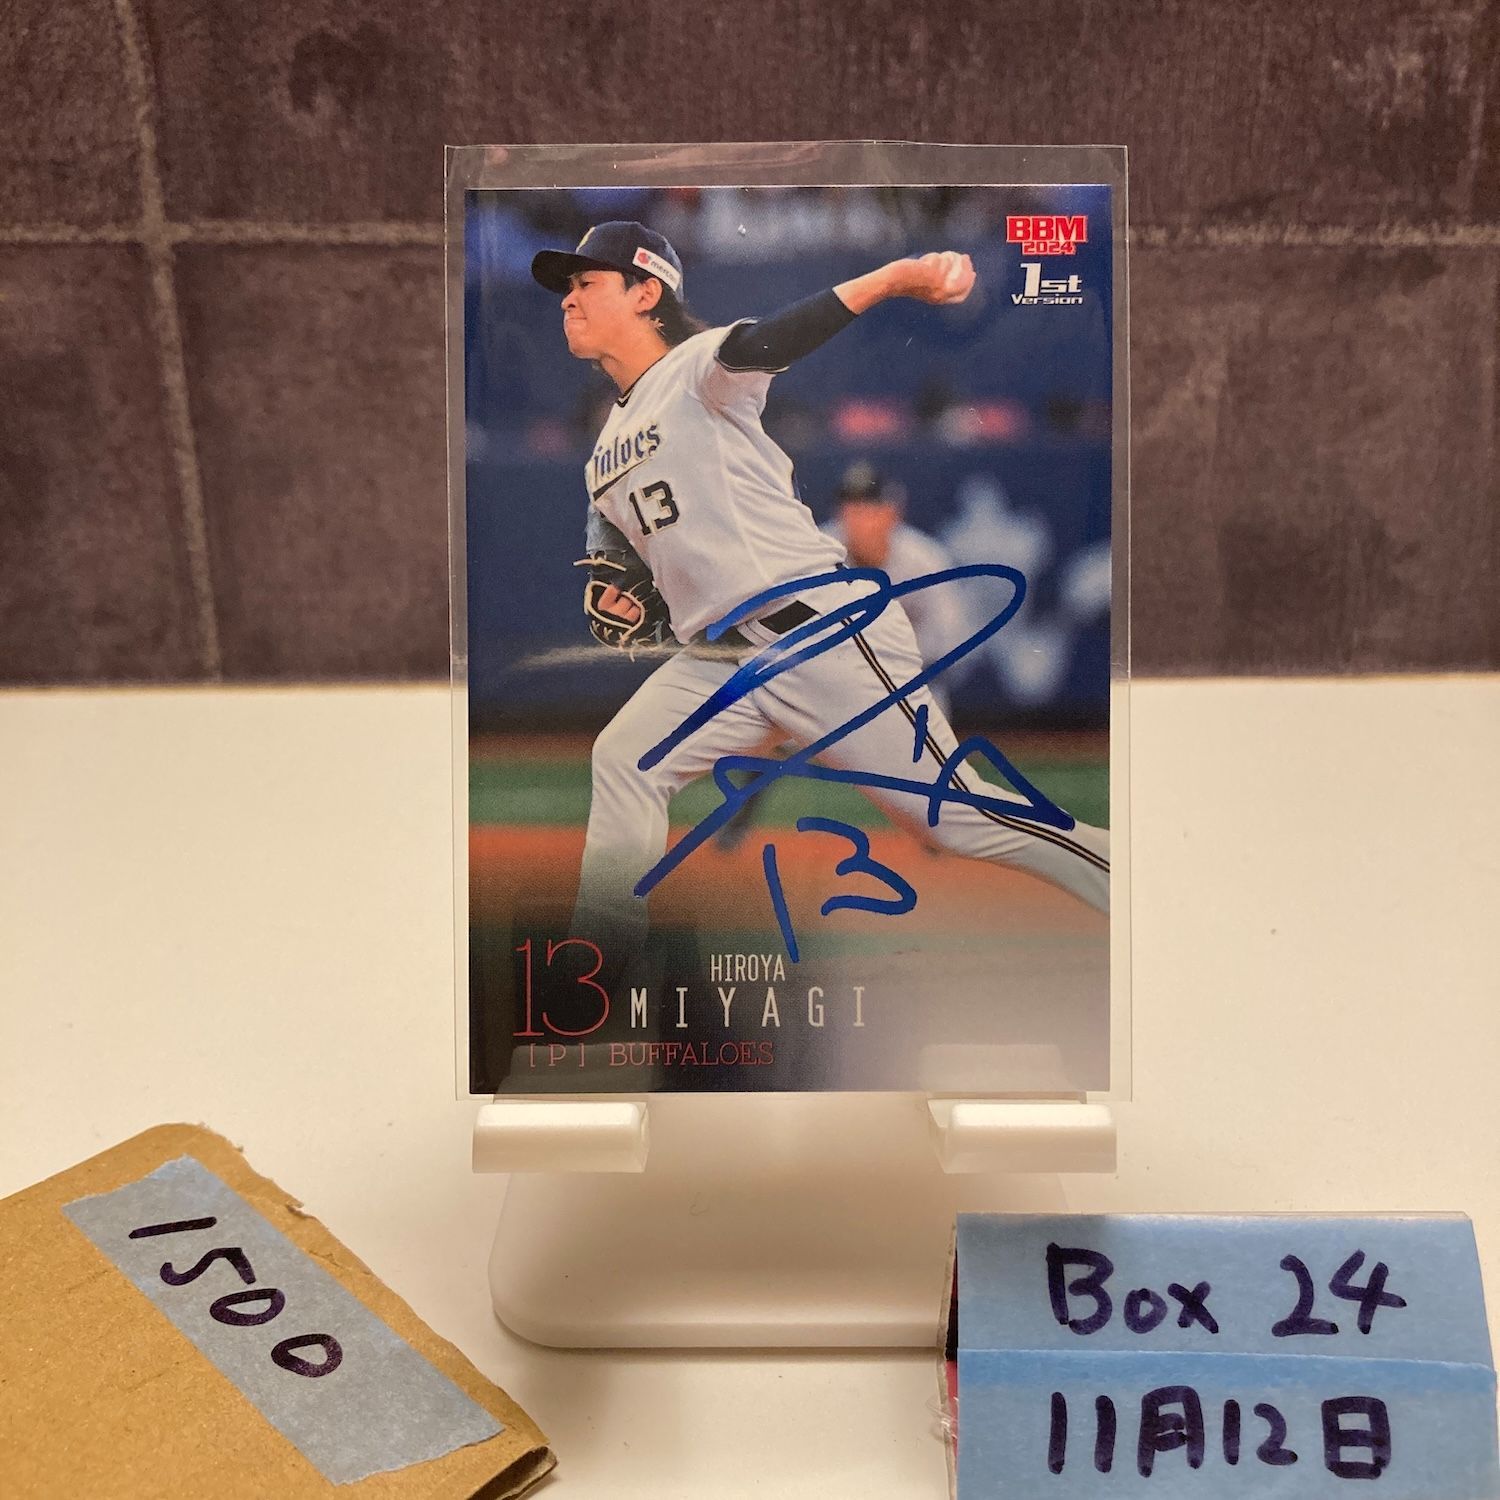 BBM
2024
1st
Version
faloes
13
13
13
HIROYA
MIYAGI
[P] BUFFALOES
1500
Box 24
11月12日